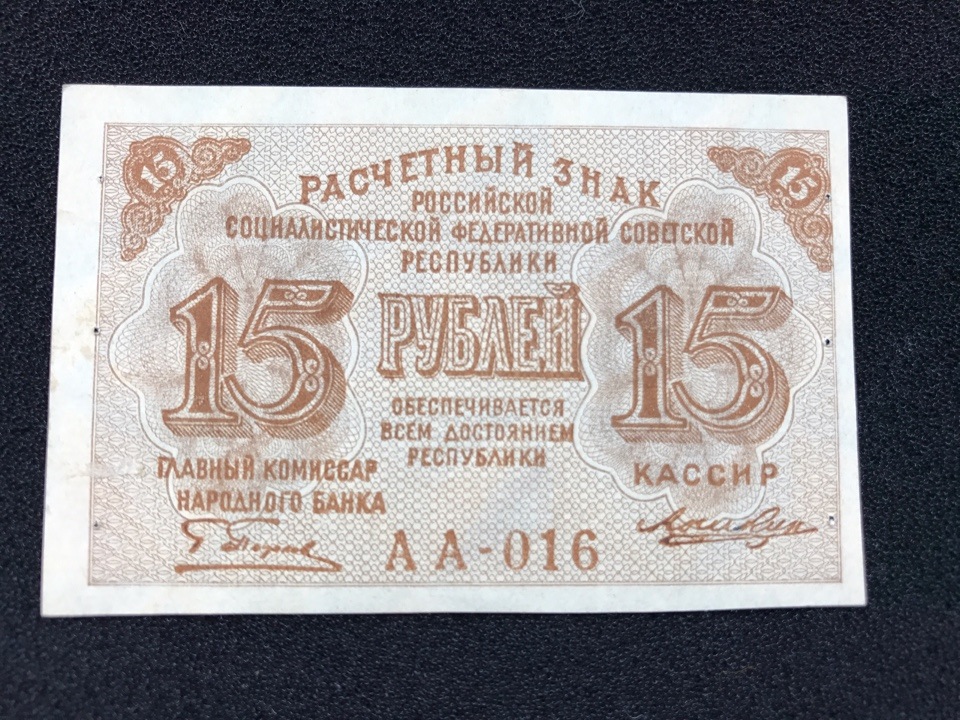 15
15
РАСЧЕТНЫЙ ЗНАК
РОССИЙСКОЙ
СОЦИАЛИСТИЧЕСКОЙ ФЕДЕРАТИВНОЙ СОВЕТСКОЙ
РЕСПУБЛИКИ
15 РУБЛЕЙ 15
ОБЕСПЕЧИВАЕТСЯ
ВСЕМ ДОСТОЯНИЕМ
РЕСПУБЛИКИ
ГЛАВНЫЙ КОМИССАР
НАРОДНОГО БАНКА
КАССИР
АА-016